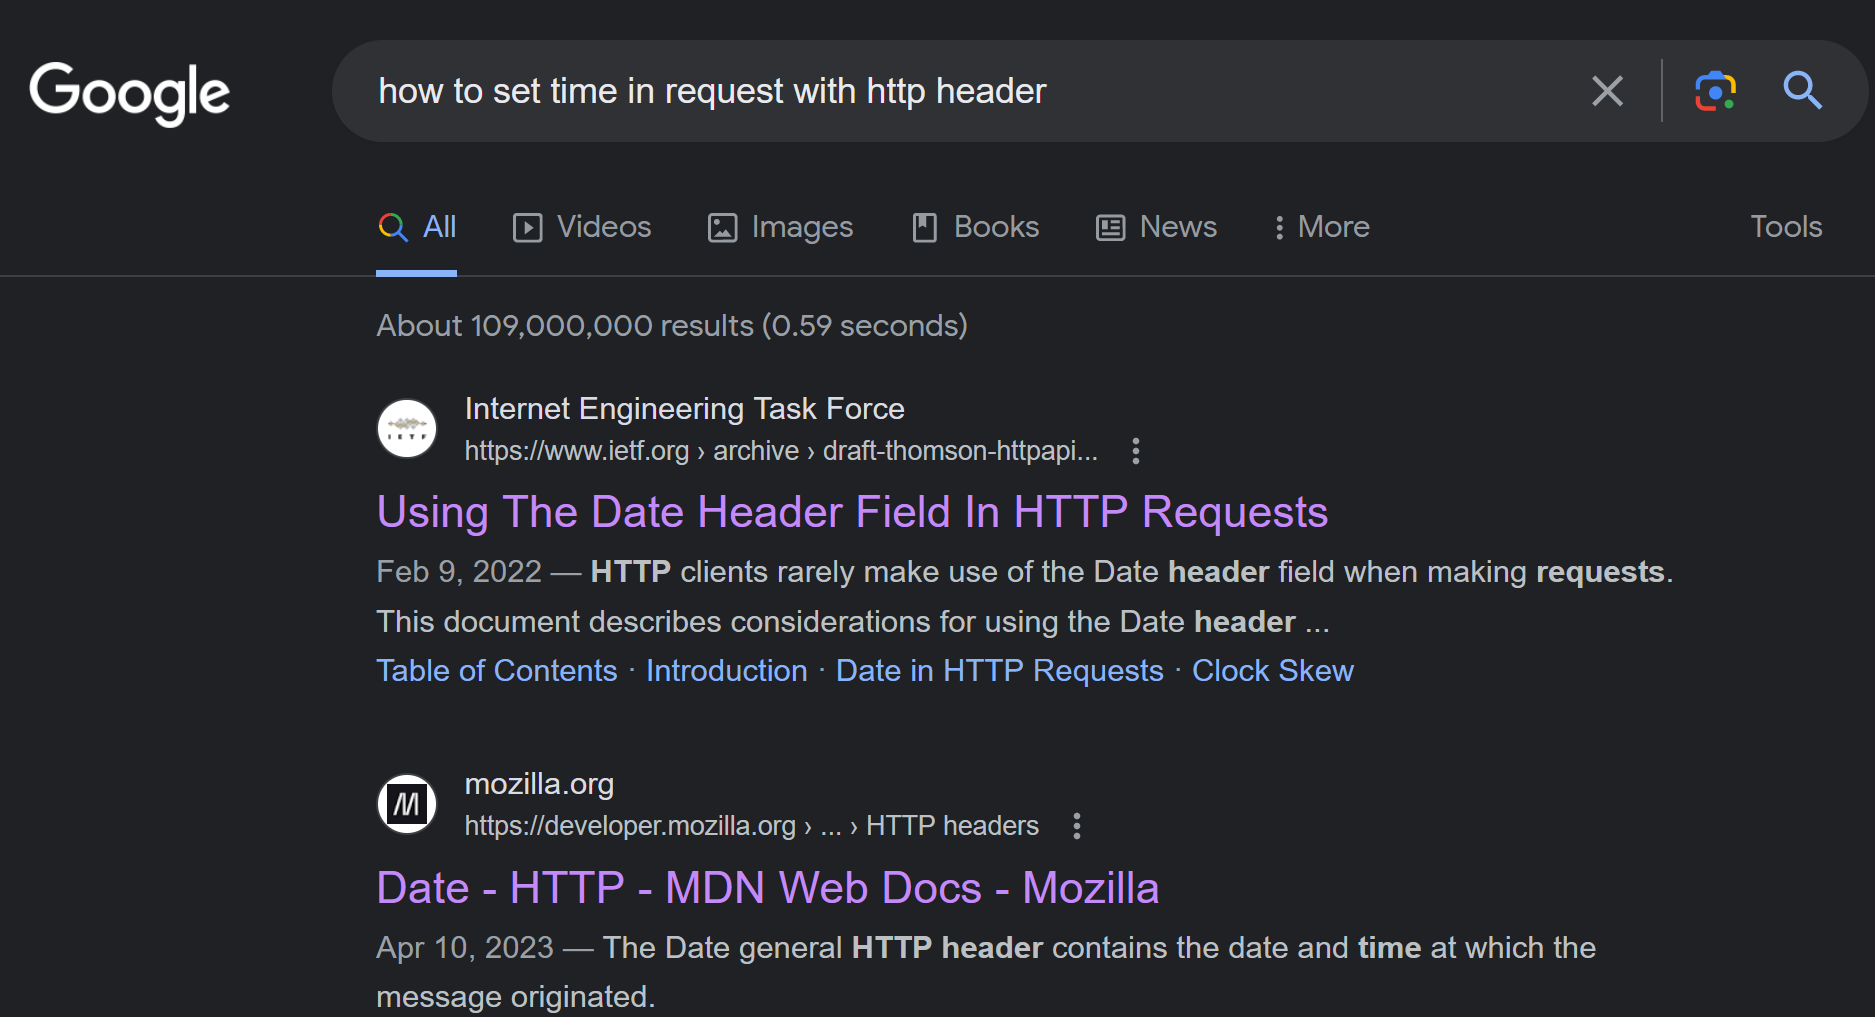 Google
how to set time in request with http header
All Videos Images Books News More Tools
About 109,000,000 results (0.59 seconds)
IETF
Internet Engineering Task Force
https://www.ietf.org › archive › draft-thomson-httpapi...
Using The Date Header Field In HTTP Requests
Feb 9, 2022 — HTTP clients rarely make use of the Date header field when making requests.
This document describes considerations for using the Date header ...
Table of Contents · Introduction · Date in HTTP Requests · Clock Skew
mozilla.org
https://developer.mozilla.org › ... › HTTP headers
Date - HTTP - MDN Web Docs - Mozilla
Apr 10, 2023 — The Date general HTTP header contains the date and time at which the
message originated.